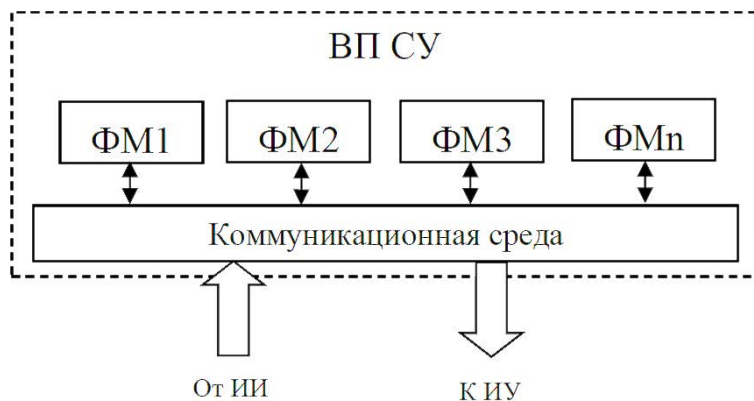 ВП СУ
ФМ1 ФМ2 ФМ3 ФМn
Коммуникационная среда
От ИИ К ИУ